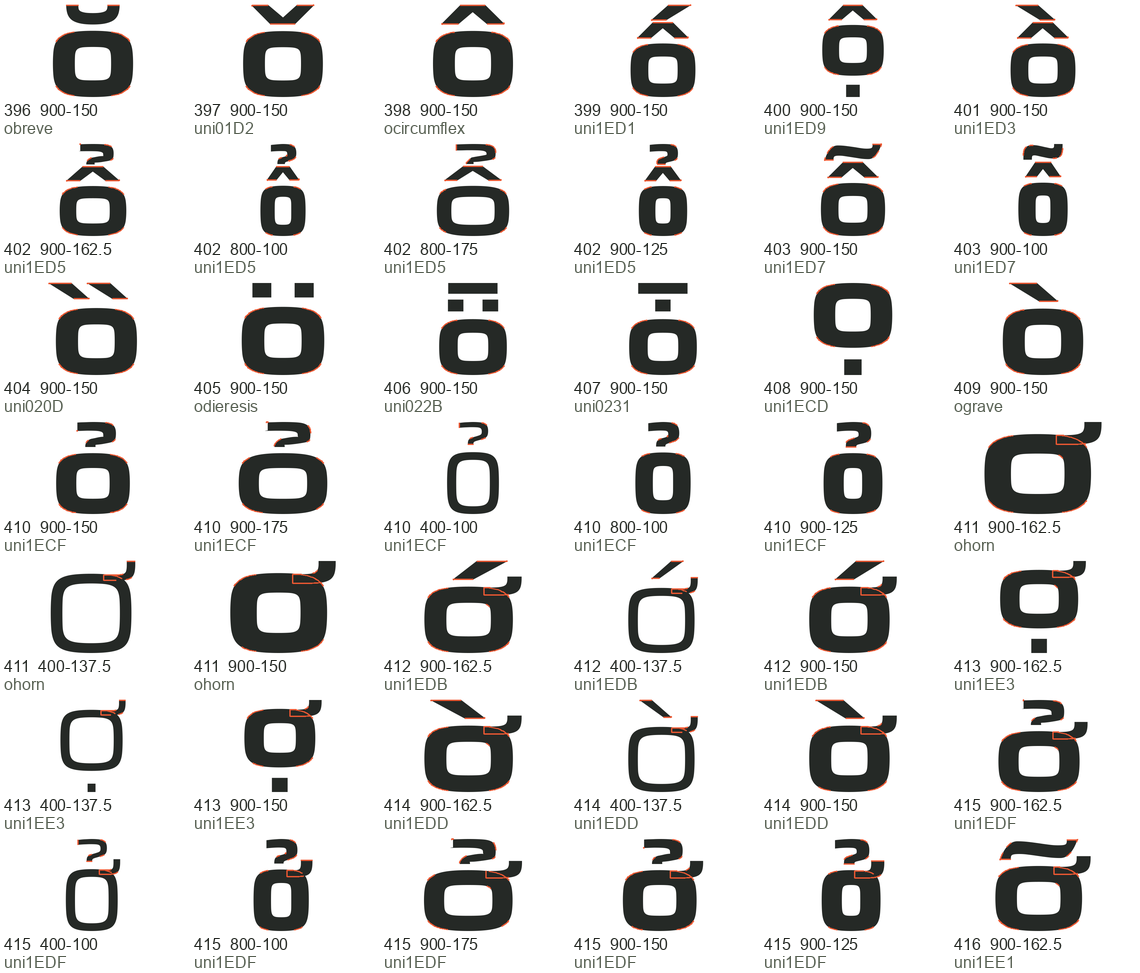 396 900-150 397 900-150 398 900-150 399 900-150 400 900-150 401 900-150
obreve uni01D2 ocircumflex uni1ED1 uni1ED9 uni1ED3
402 900-162.5 402 800-100 402 800-175 402 900-125 403 900-150 403 900-100
uni1ED5 uni1ED5 uni1ED5 uni1ED5 uni1ED7 uni1ED7
404 900-150 405 900-150 406 900-150 407 900-150 408 900-150 409 900-150
uni020D odieresis uni022B uni0231 uni1ECD ograve
410 900-150 410 900-175 410 400-100 410 800-100 410 900-125 411 900-162.5
uni1ECF uni1ECF uni1ECF uni1ECF uni1ECF ohorn
411 400-137.5 411 900-150 412 900-162.5 412 400-137.5 412 900-150 413 900-162.5
ohorn ohorn uni1EDB uni1EDB uni1EDB uni1EE3
413 400-137.5 413 900-150 414 900-162.5 414 400-137.5 414 900-150 415 900-162.5
uni1EE3 uni1EE3 uni1EDD uni1EDD uni1EDD uni1EDF
415 400-100 415 800-100 415 900-175 415 900-150 415 900-125 416 900-162.5
uni1EDF uni1EDF uni1EDF uni1EDF uni1EDF uni1EE1